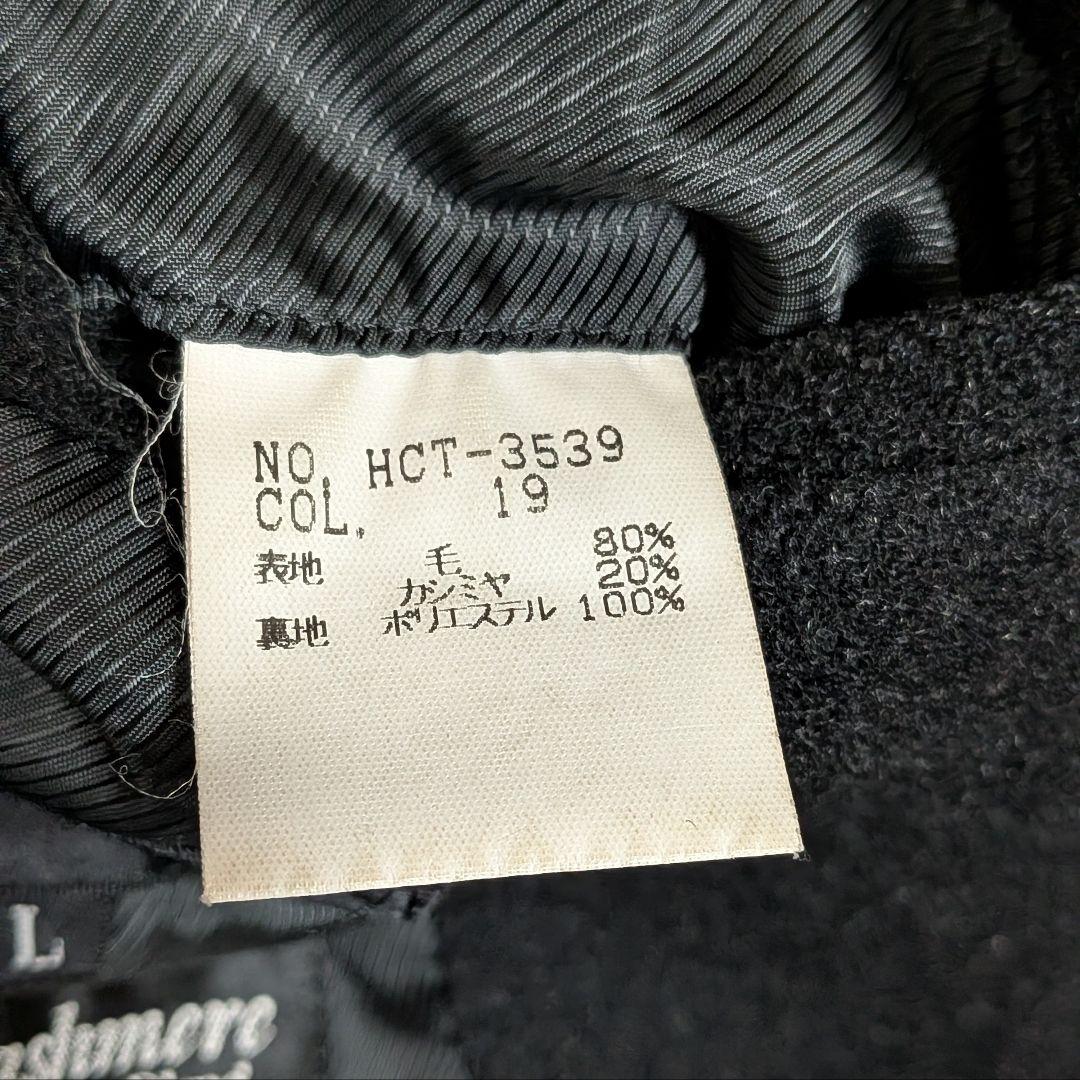 NO. HCT-3539
COL. 19
表地 毛 80%
カシミヤ 20%
裏地 ポリエステル 100%
L